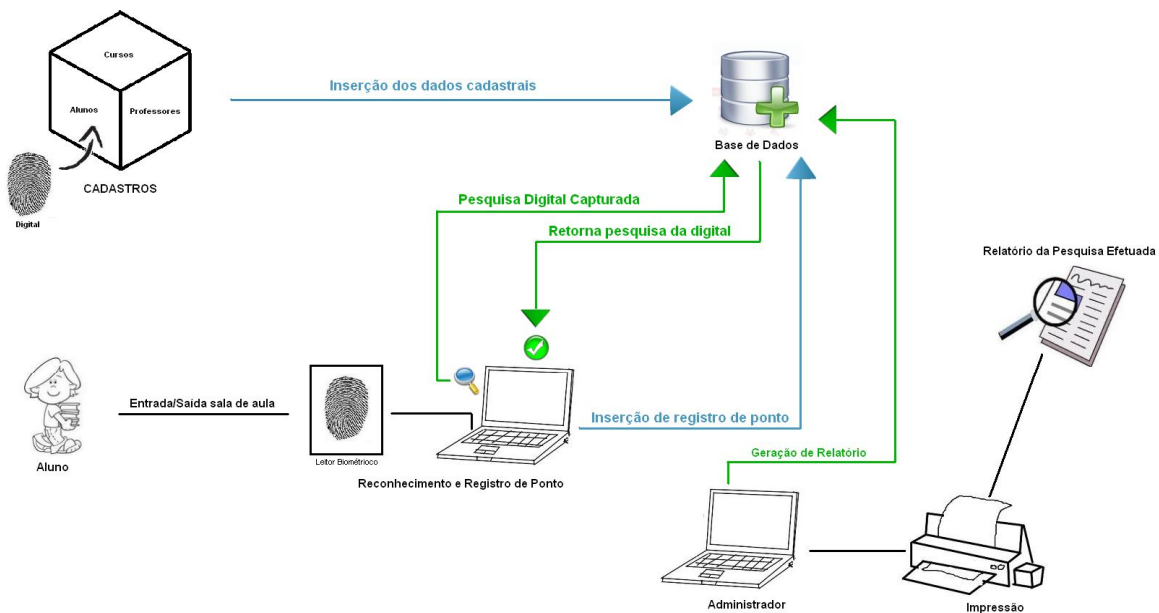 Cursos
Alunos
Professores
CADASTROS
Digital
Inserção dos dados cadastrais
Base de Dados
Pesquisa Digital Capturada
Retorna pesquisa da digital
Relatório da Pesquisa Efetuada
Aluno
Entrada/Saída sala de aula
Leitor Biométrioco
Reconhecimento e Registro de Ponto
Inserção de registro de ponto
Geração de Relatório
Administrador
Impressão